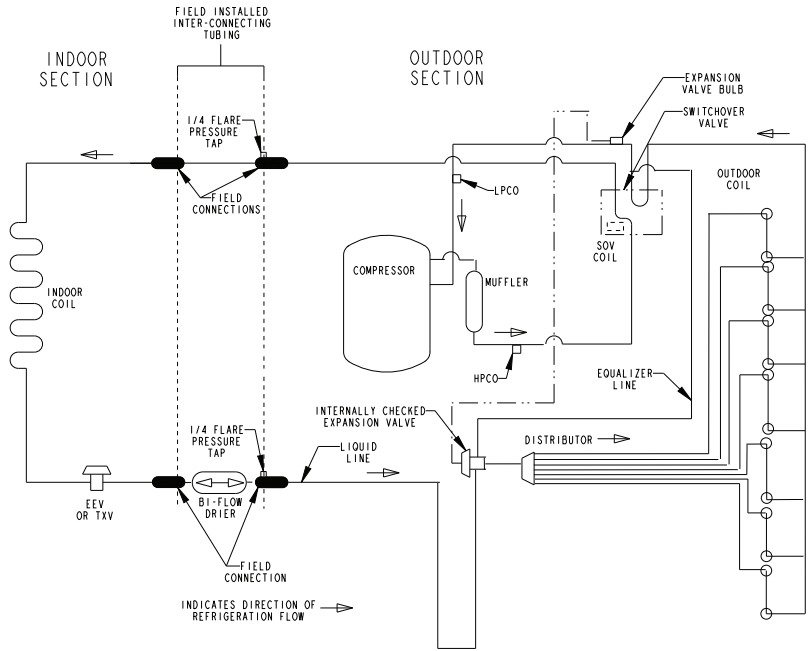 FIELD INSTALLED
INTER-CONNECTING
TUBING
INDOOR
SECTION
OUTDOOR
SECTION
EXPANSION
VALVE BULB
SWITCHOVER
VALVE
1/4 FLARE
PRESSURE
TAP
OUTDOOR
COIL
LPCO
FIELD
CONNECTIONS
SOV
COIL
COMPRESSOR
MUFFLER
INDOOR
COIL
HPCO
EQUALIZER
LINE
INTERNALLY CHECKED
EXPANSION VALVE
1/4 FLARE
PRESSURE
TAP
LIQUID
LINE
DISTRIBUTOR
EEV
OR TXV
BI-FLOW
DRIER
FIELD
CONNECTION
INDICATES DIRECTION OF
REFRIGERATION FLOW